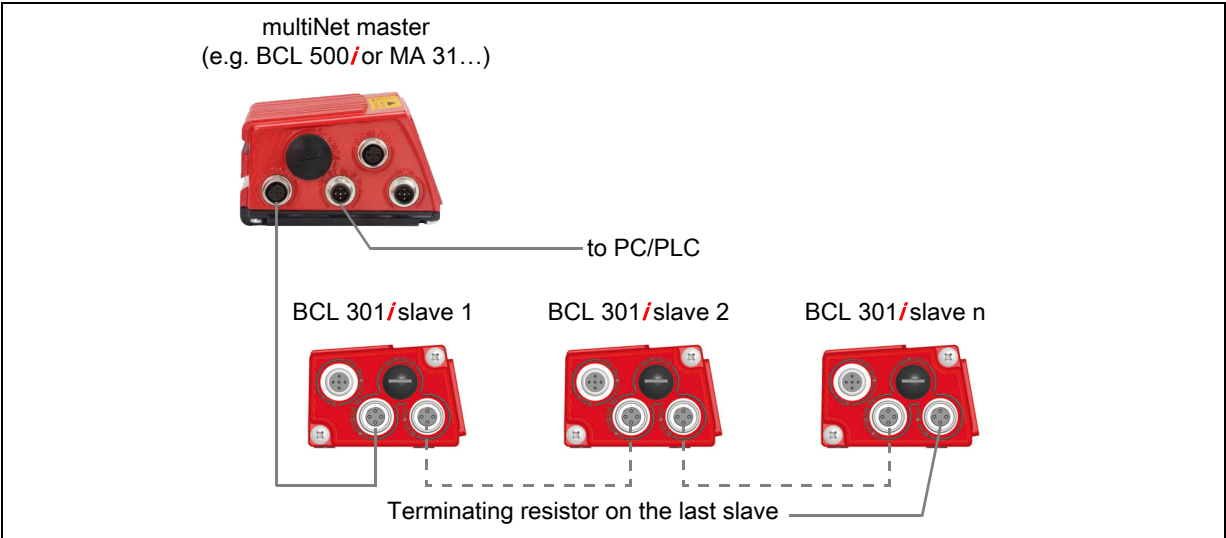 multiNet master
(e.g. BCL 500i or MA 31…)
to PC/PLC
BCL 301i slave 1
BCL 301i slave 2
BCL 301i slave n
Terminating resistor on the last slave